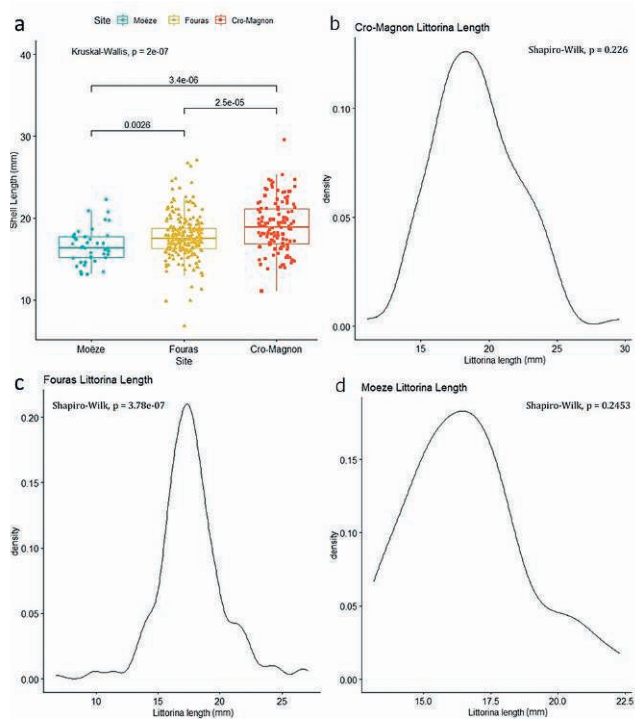 a
Site Moëze Fouras Cro-Magnon
Kruskal-Wallis, p = 2e-07
3.4e-06
2.5e-05
0.0026
Shell Length (mm)
40
30
20
10
Moëze Fouras Cro-Magnon
Site
b
Cro-Magnon Littorina Length
Shapiro-Wilk, p = 0.226
density
0.10
0.05
0.00
15 20 25 30
Littorina length (mm)
c
Fouras Littorina Length
Shapiro-Wilk, p = 3.78e-07
density
0.20
0.15
0.10
0.05
0.00
10 15 20 25
Littorina length (mm)
d
Moeze Littorina Length
Shapiro-Wilk, p = 0.2453
density
0.15
0.10
0.05
0.00
15.0 17.5 20.0 22.5
Littorina length (mm)